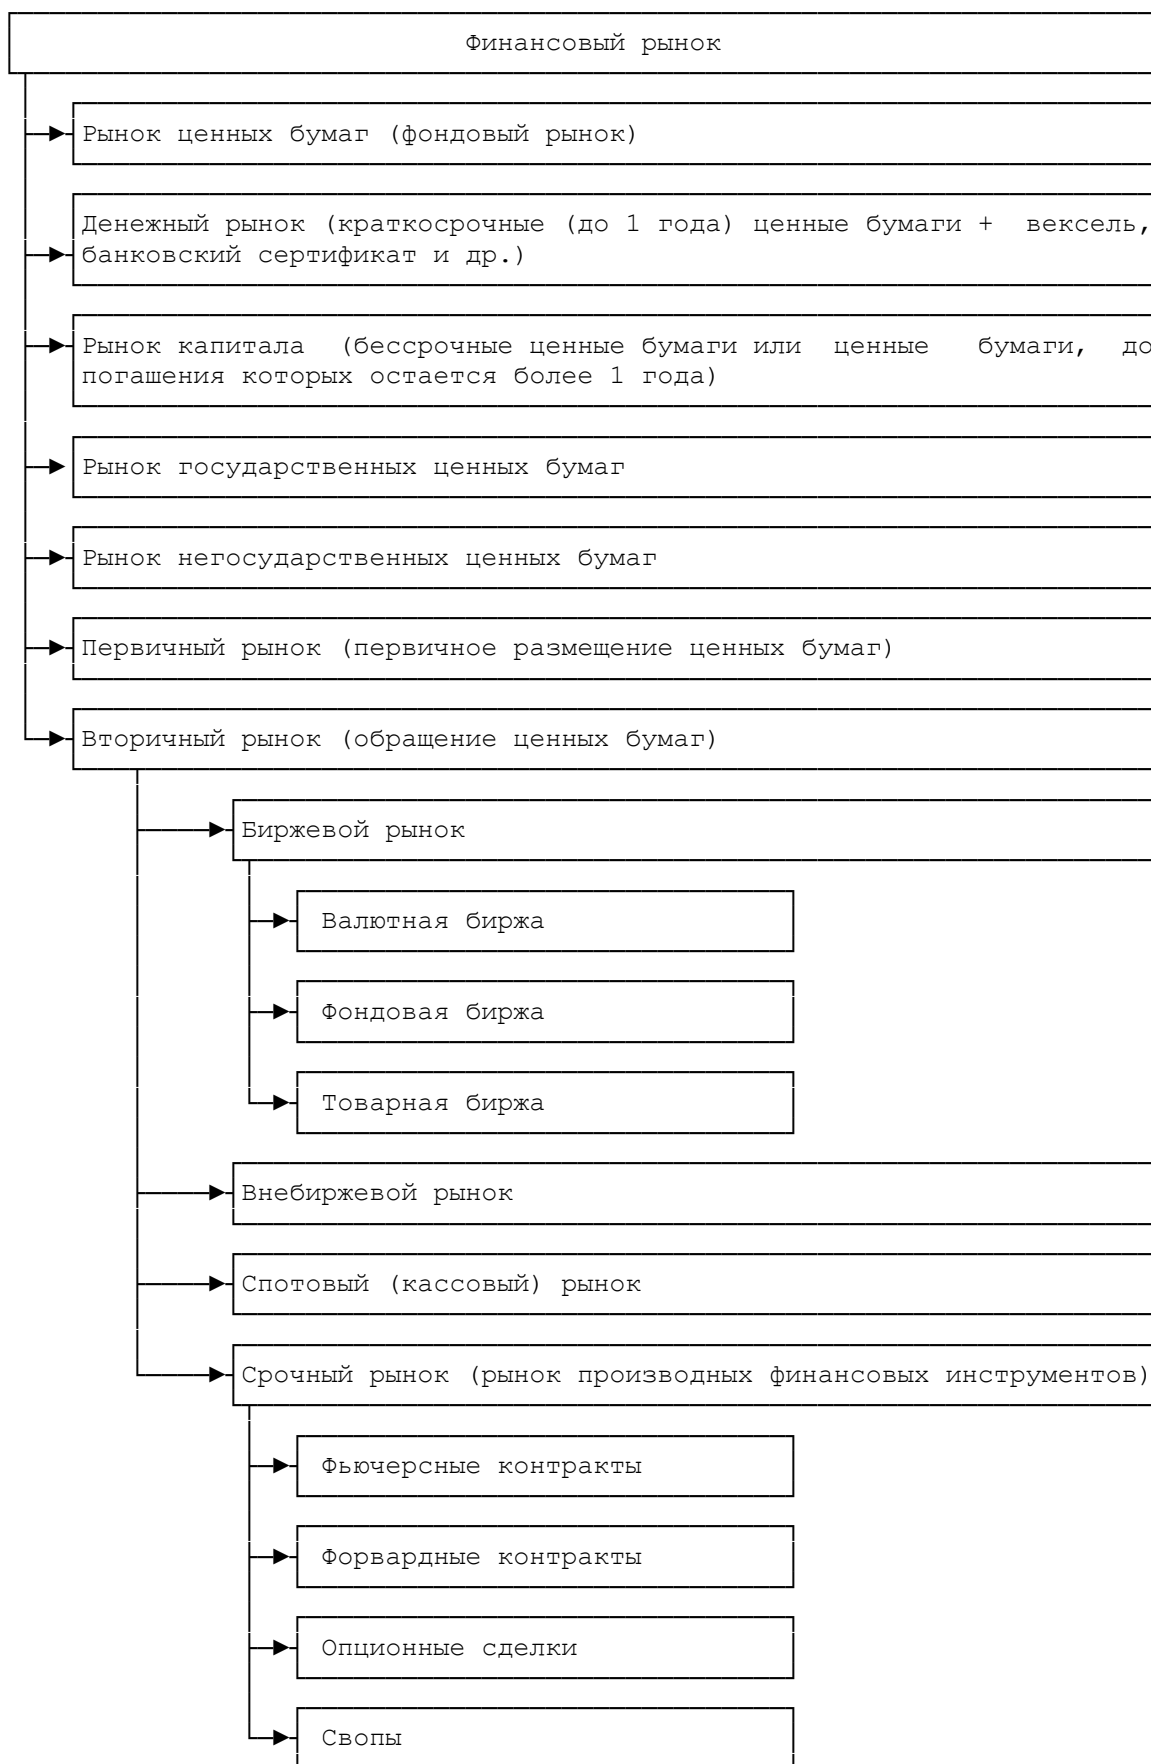 Финансовый рынок
Рынок ценных бумаг (фондовый рынок)
Денежный рынок (краткосрочные (до 1 года) ценные бумаги + вексель,
банковский сертификат и др.)
Рынок капитала (бессрочные ценные бумаги или ценные бумаги, до
погашения которых остается более 1 года)
Рынок государственных ценных бумаг
Рынок негосударственных ценных бумаг
Первичный рынок (первичное размещение ценных бумаг)
Вторичный рынок (обращение ценных бумаг)
Биржевой рынок
Валютная биржа
Фондовая биржа
Товарная биржа
Внебиржевой рынок
Спотовый (кассовый) рынок
Срочный рынок (рынок производных финансовых инструментов)
Фьючерсные контракты
Форвардные контракты
Опционные сделки
Свопы